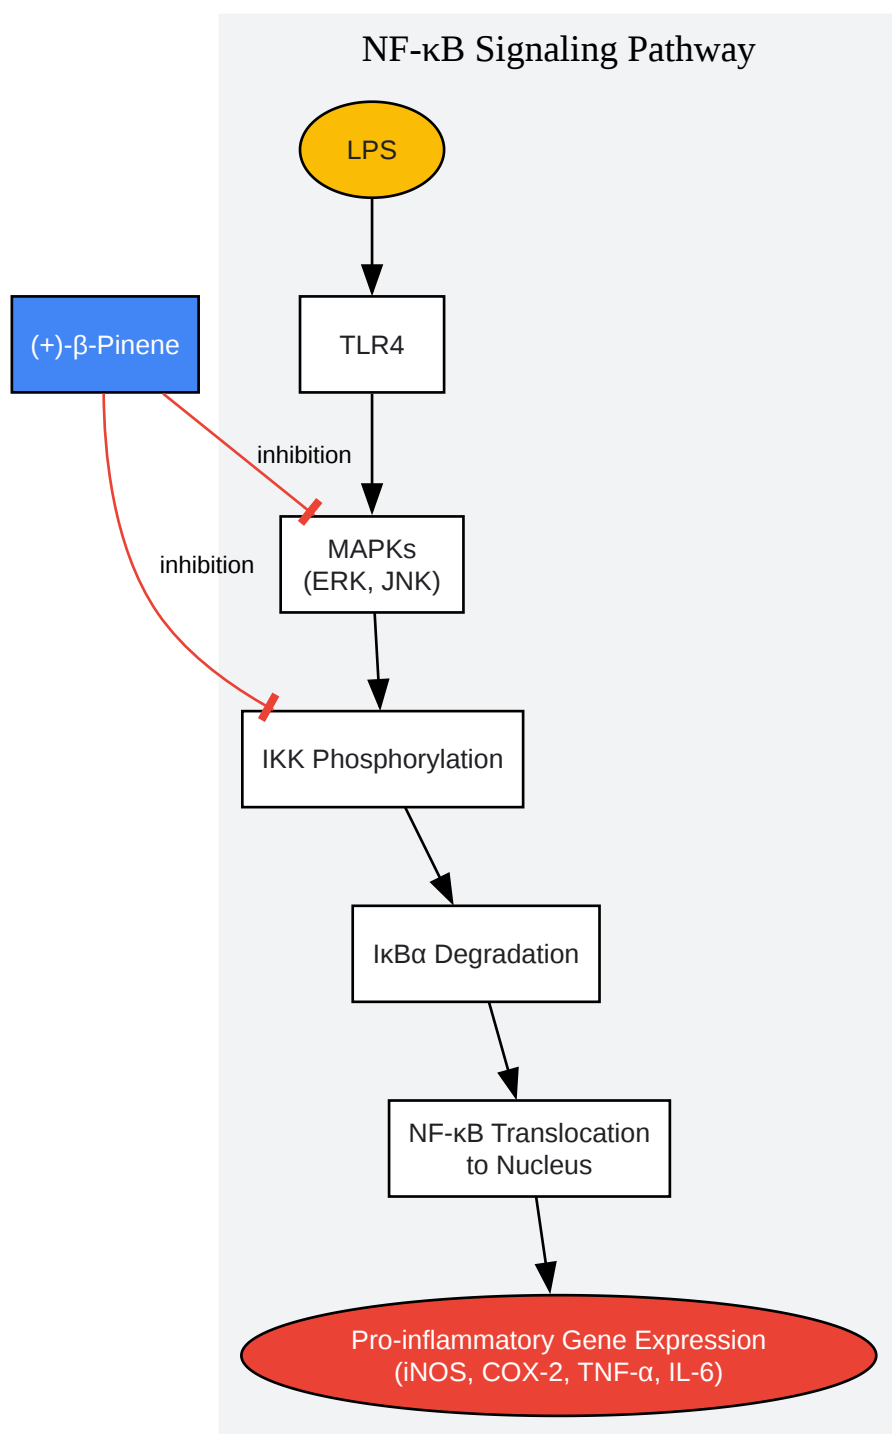 NF-κB Signaling Pathway
LPS
(+)-β-Pinene
TLR4
inhibition
MAPKs
(ERK, JNK)
inhibition
IKK Phosphorylation
IκBα Degradation
NF-κB Translocation
to Nucleus
Pro-inflammatory Gene Expression
(iNOS, COX-2, TNF-α, IL-6)